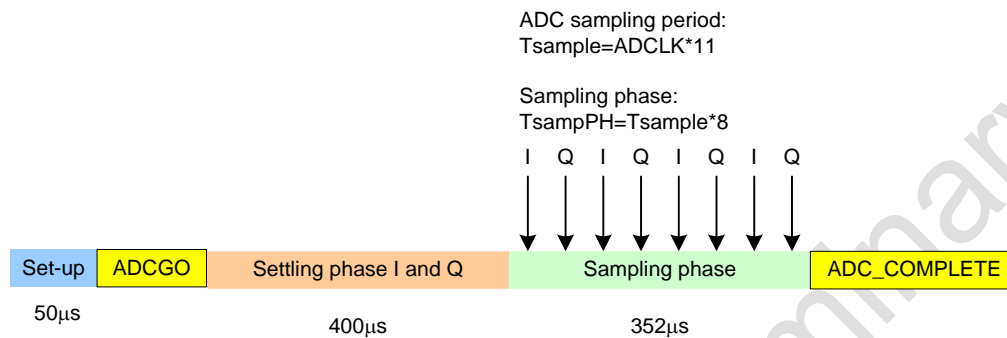 ADC sampling period:
Tsample=ADCLK*11
Sampling phase:
TsampPH=Tsample*8
I Q I Q I Q I Q
Set-up ADCGO Settling phase I and Q Sampling phase ADC_COMPLETE
50μs 400μs 352μs